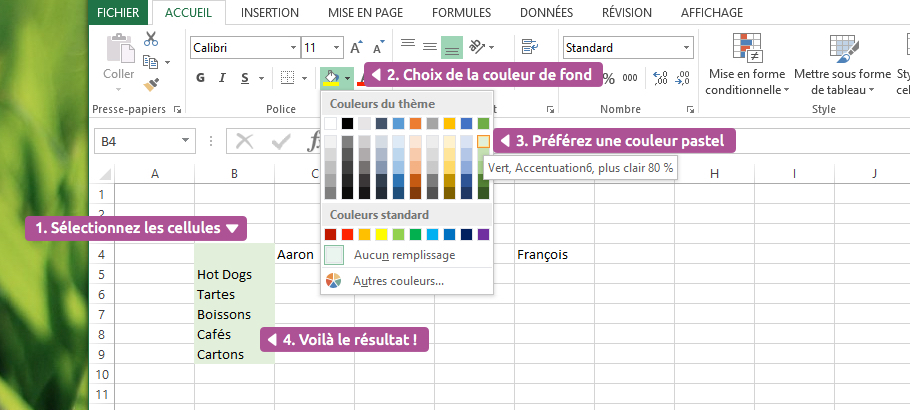 FICHIER ACCUEIL INSERTION MISE EN PAGE FORMULES DONNÉES RÉVISION AFFICHAGE
Calibri 11 A A Standard
Coller
G I S
2. Choix de la couleur de fond
% 000
Mise en forme conditionnelle
Mettre sous forme de tableau
Presse-papiers Police Nombre Style
Couleurs du thème
B4
3. Préférez une couleur pastel
Vert, Accentuation6, plus clair 80 %
A B C H I J
1
2
Couleurs standard
1. Sélectionnez les cellules
4 Aaron François
Aucun remplissage
5 Hot Dogs
Autres couleurs...
6 Tartes
7 Boissons
8 Cafés
4. Voilà le résultat !
9 Cartons
10
11